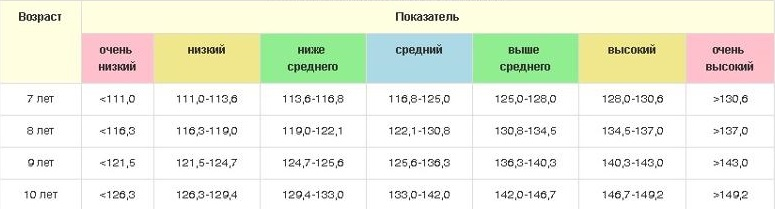 Возраст Показатель
очень низкий низкий ниже среднего средний выше среднего высокий очень высокий
7 лет <111,0 111,0-113,6 113,6-116,8 116,8-125,0 125,0-128,0 128,0-130,6 >130,6
8 лет <116,3 116,3-119,0 119,0-122,1 122,1-130,8 130,8-134,5 134,5-137,0 >137,0
9 лет <121,5 121,5-124,7 124,7-125,6 125,6-136,3 136,3-140,3 140,3-143,0 >143,0
10 лет <126,3 126,3-129,4 129,4-133,0 133,0-142,0 142,0-146,7 146,7-149,2 >149,2